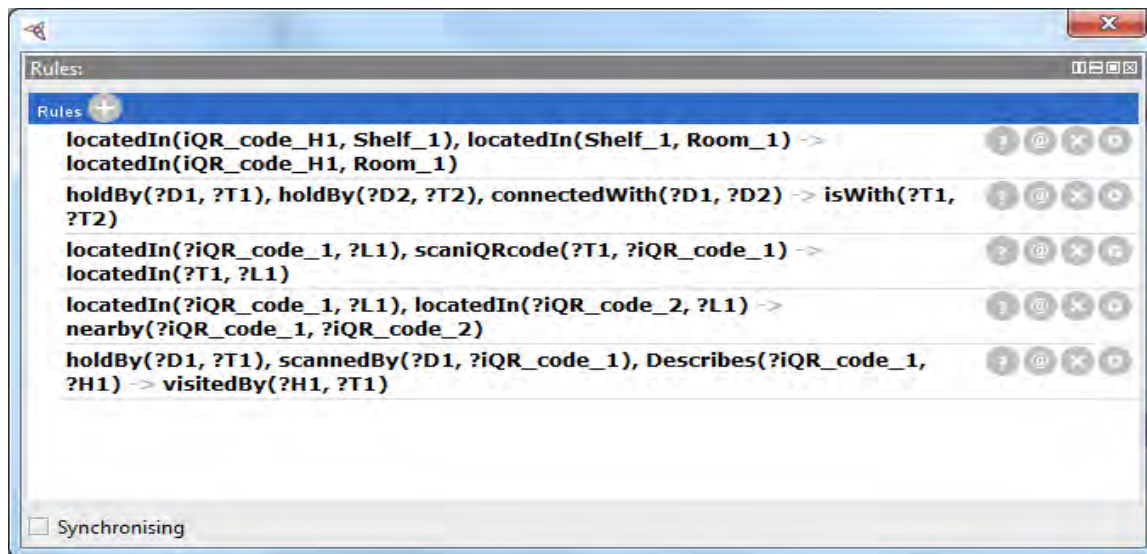 Rules:
Rules
locatedIn(iQR_code_H1, Shelf_1), locatedIn(Shelf_1, Room_1) ->
locatedIn(iQR_code_H1, Room_1)
holdBy(?D1, ?T1), holdBy(?D2, ?T2), connectedWith(?D1, ?D2) -> isWith(?T1,
?T2)
locatedIn(?iQR_code_1, ?L1), scaniQRcode(?T1, ?iQR_code_1) ->
locatedIn(?T1, ?L1)
locatedIn(?iQR_code_1, ?L1), locatedIn(?iQR_code_2, ?L1) ->
nearby(?iQR_code_1, ?iQR_code_2)
holdBy(?D1, ?T1), scannedBy(?D1, ?iQR_code_1), Describes(?iQR_code_1,
?H1) -> visitedBy(?H1, ?T1)
Synchronising